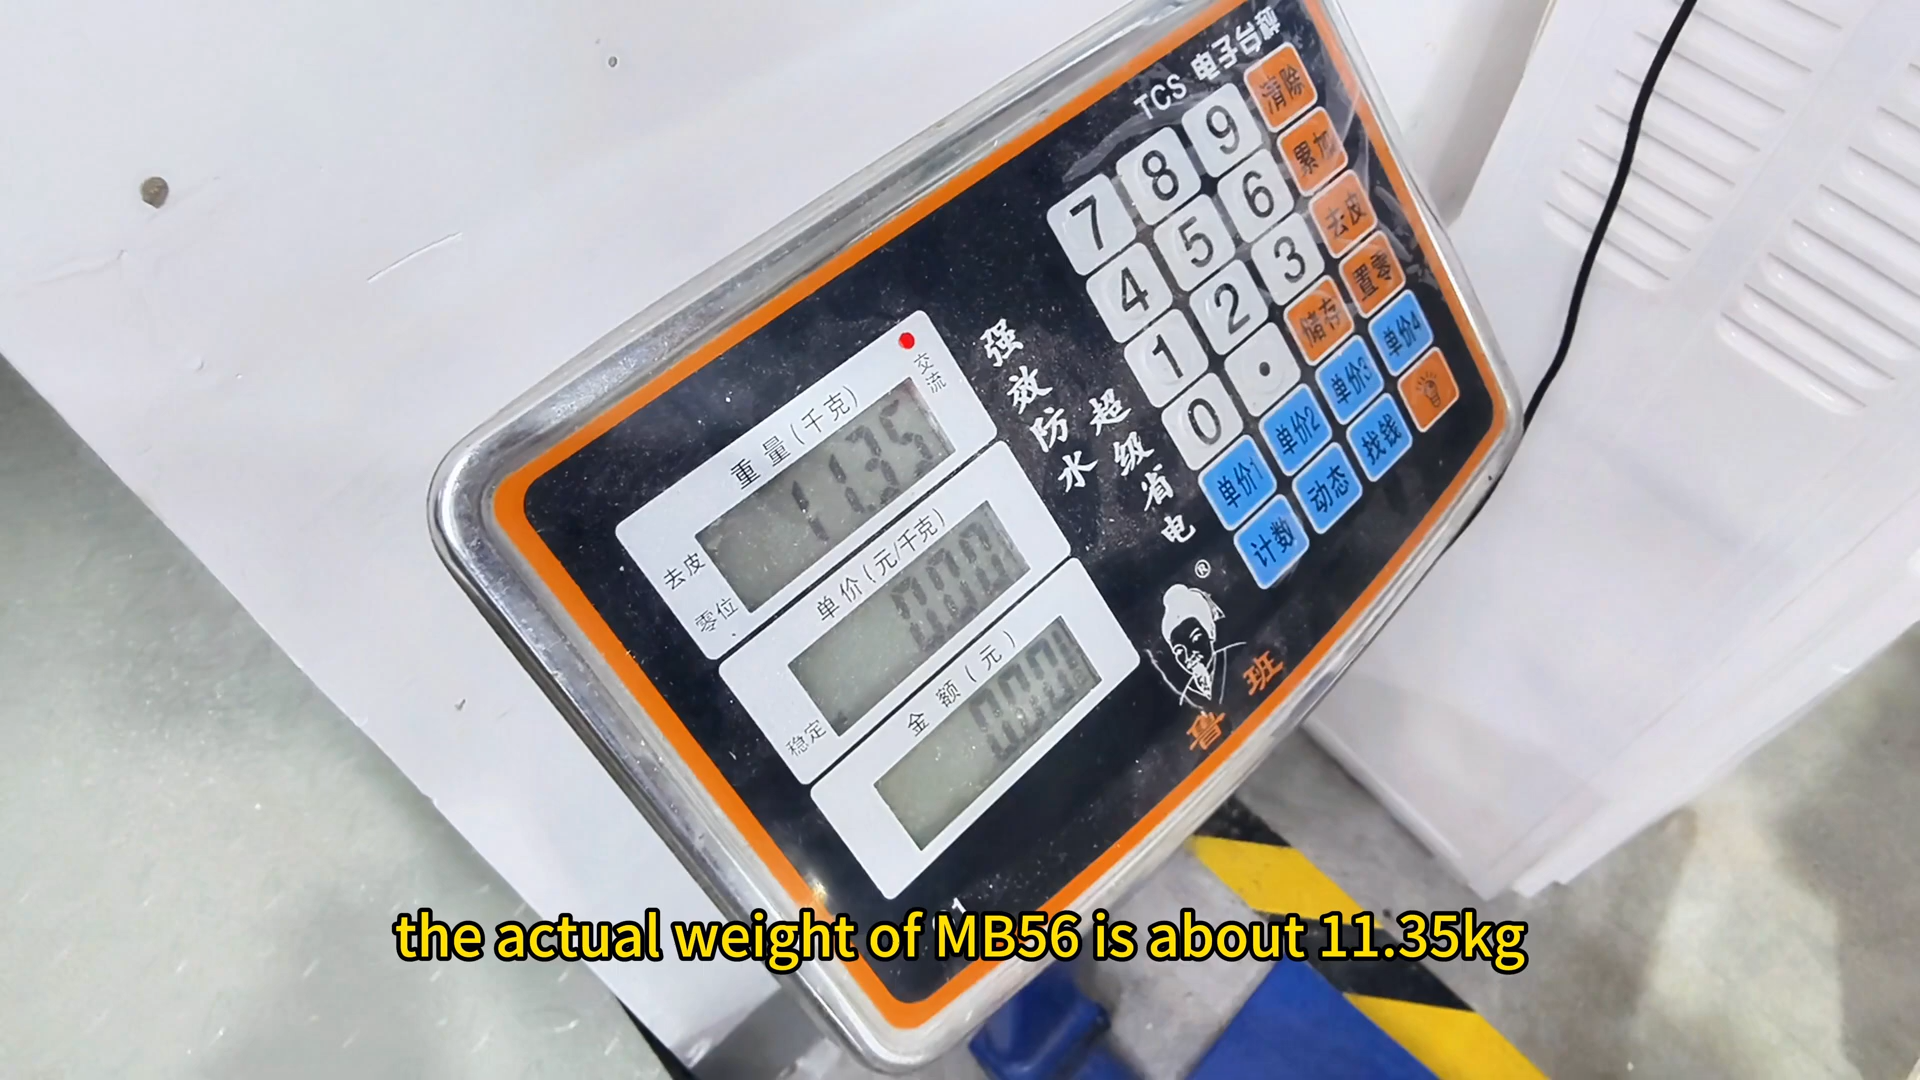 TCS 电子台秤
7 8 9 清除
4 5 6 累加
1 2 3 去皮
0 . 储存 置零
单价1 单价2 单价3 单价4
计数 动态 找钱
强效防水
超级省电
交流
重量(千克)
11.35
去皮
零位
单价(元/千克)
0.00
稳定
金额(元)
®
鲁班
the actual weight of MB56 is about 11.35kg